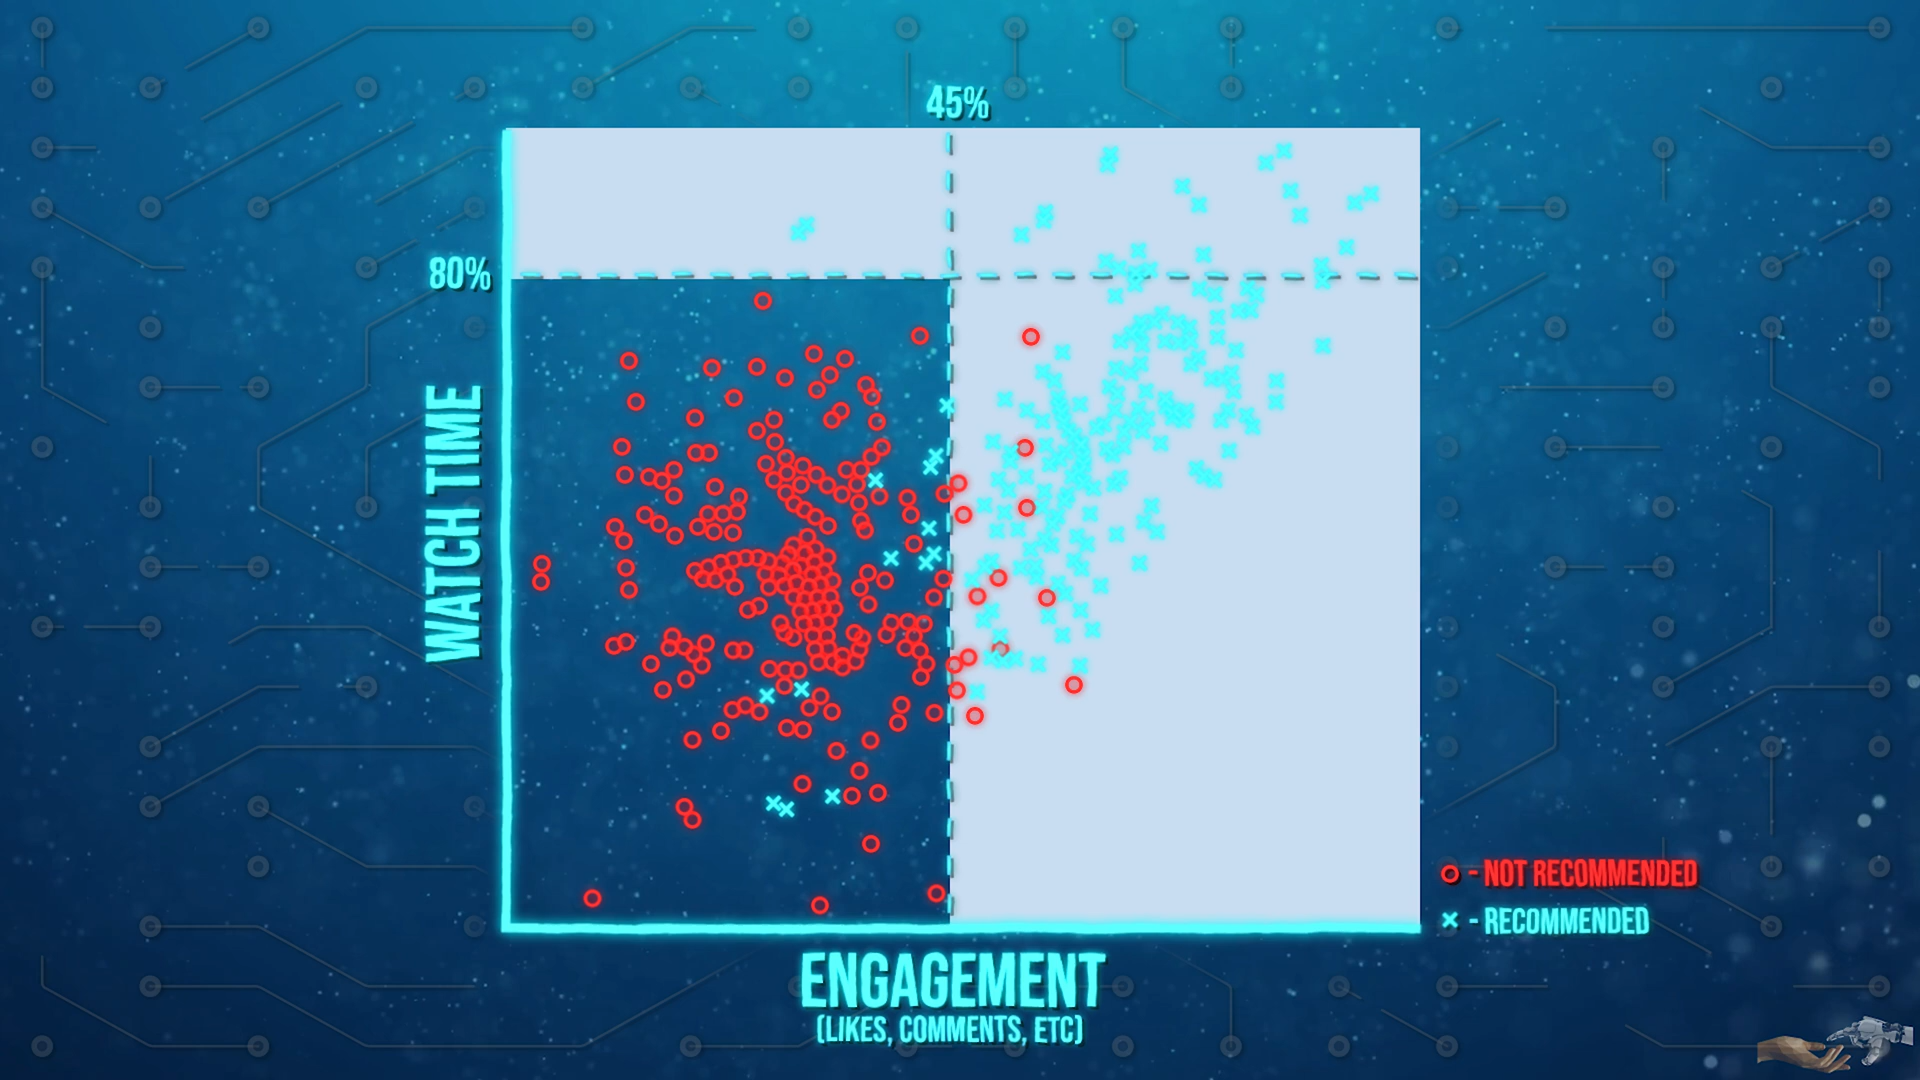 45%
80%
WATCH TIME
O - NOT RECOMMENDED
× - RECOMMENDED
ENGAGEMENT
(LIKES, COMMENTS, ETC)